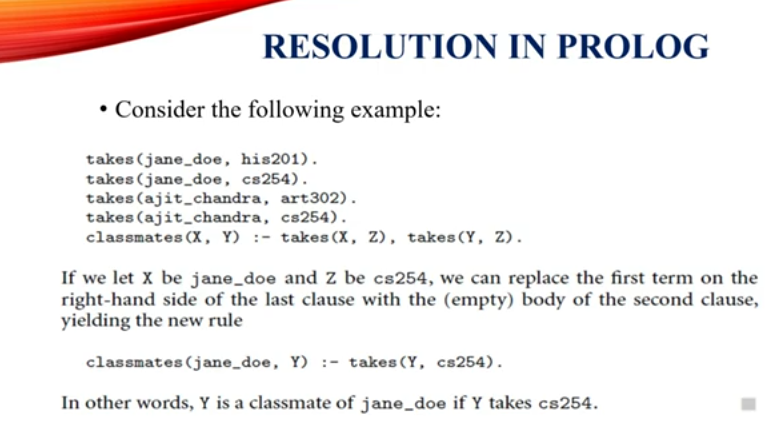 RESOLUTION IN PROLOG
• Consider the following example:
takes(jane_doe, his201).
takes(jane_doe, cs254).
takes(ajit_chandra, art302).
takes(ajit_chandra, cs254).
classmates(X, Y) :- takes(X, Z), takes(Y, Z).
If we let X be jane_doe and Z be cs254, we can replace the first term on the
right-hand side of the last clause with the (empty) body of the second clause,
yielding the new rule
classmates(jane_doe, Y) :- takes(Y, cs254).
In other words, Y is a classmate of jane_doe if Y takes cs254.